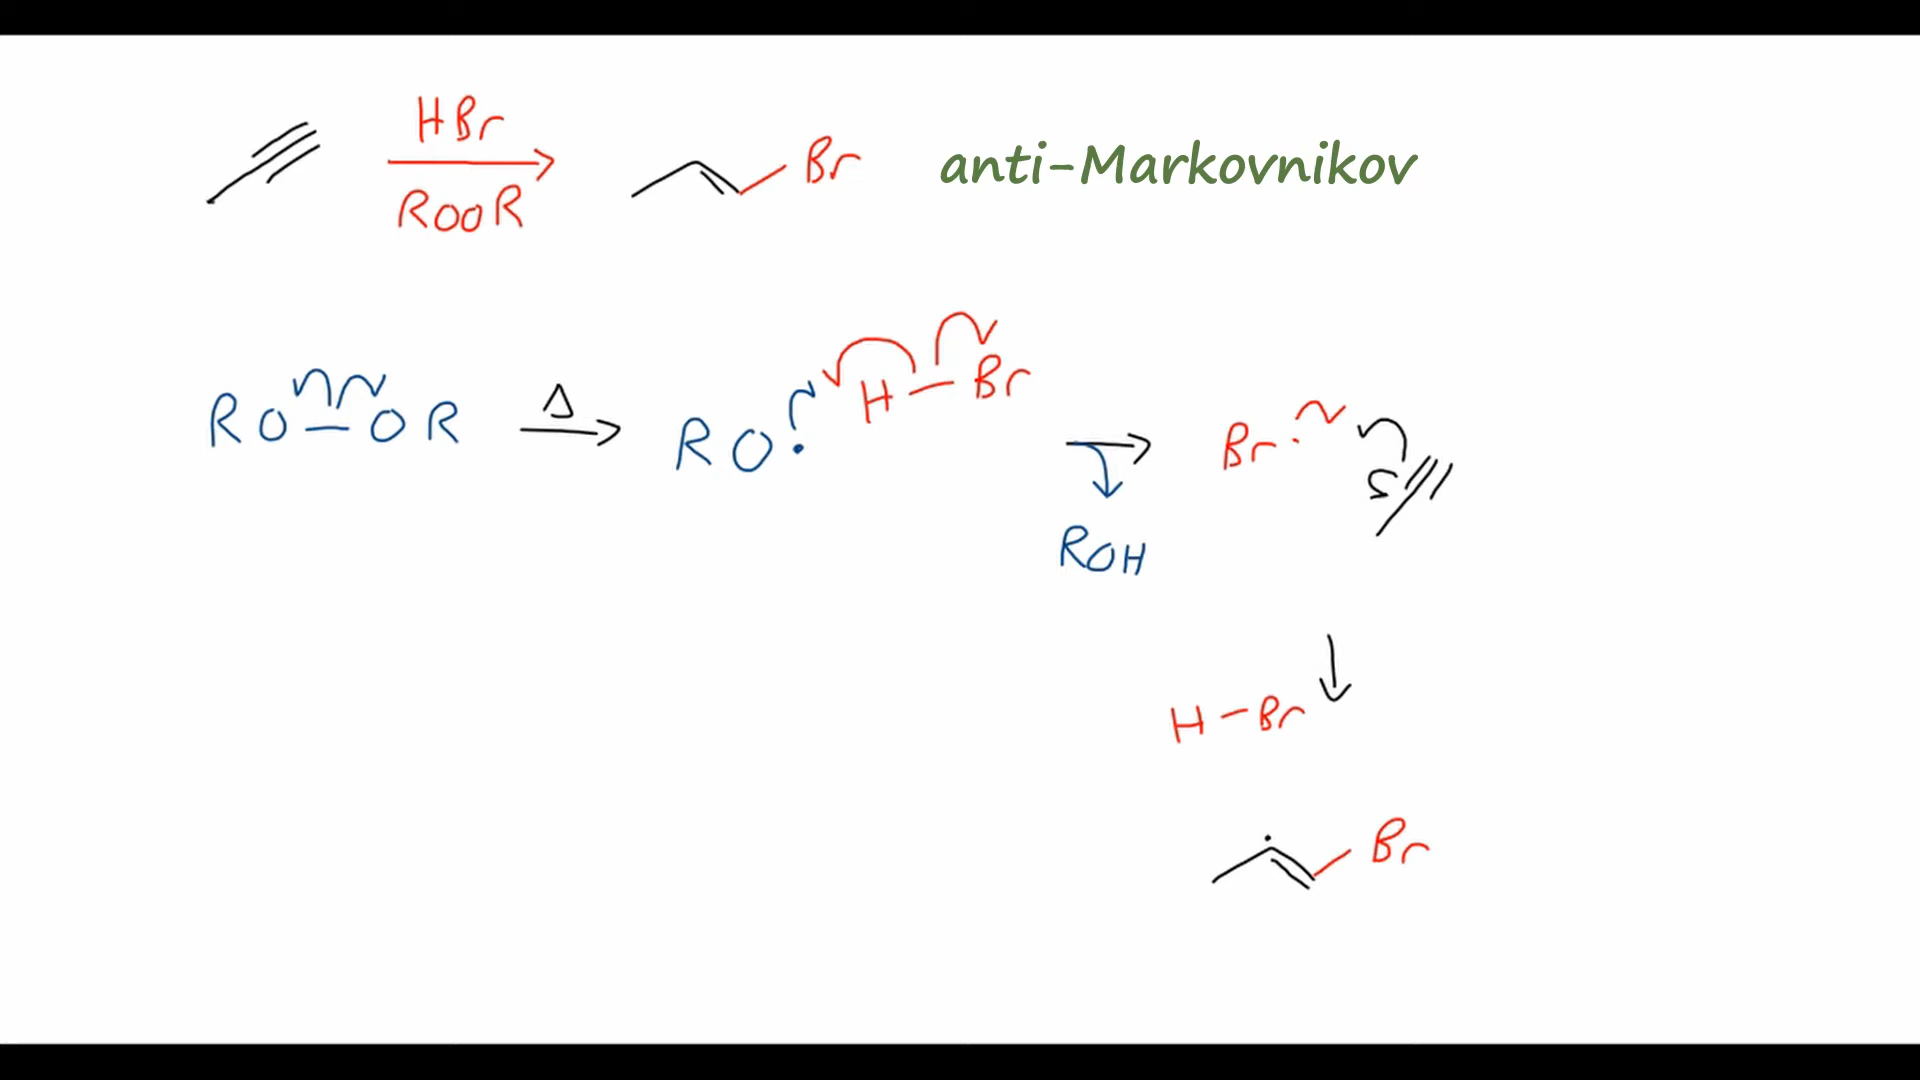 HBr
ROOR
Br
anti-Markovnikov
RO–OR
Δ
RO· H–Br
ROH
Br·
H–Br
Br